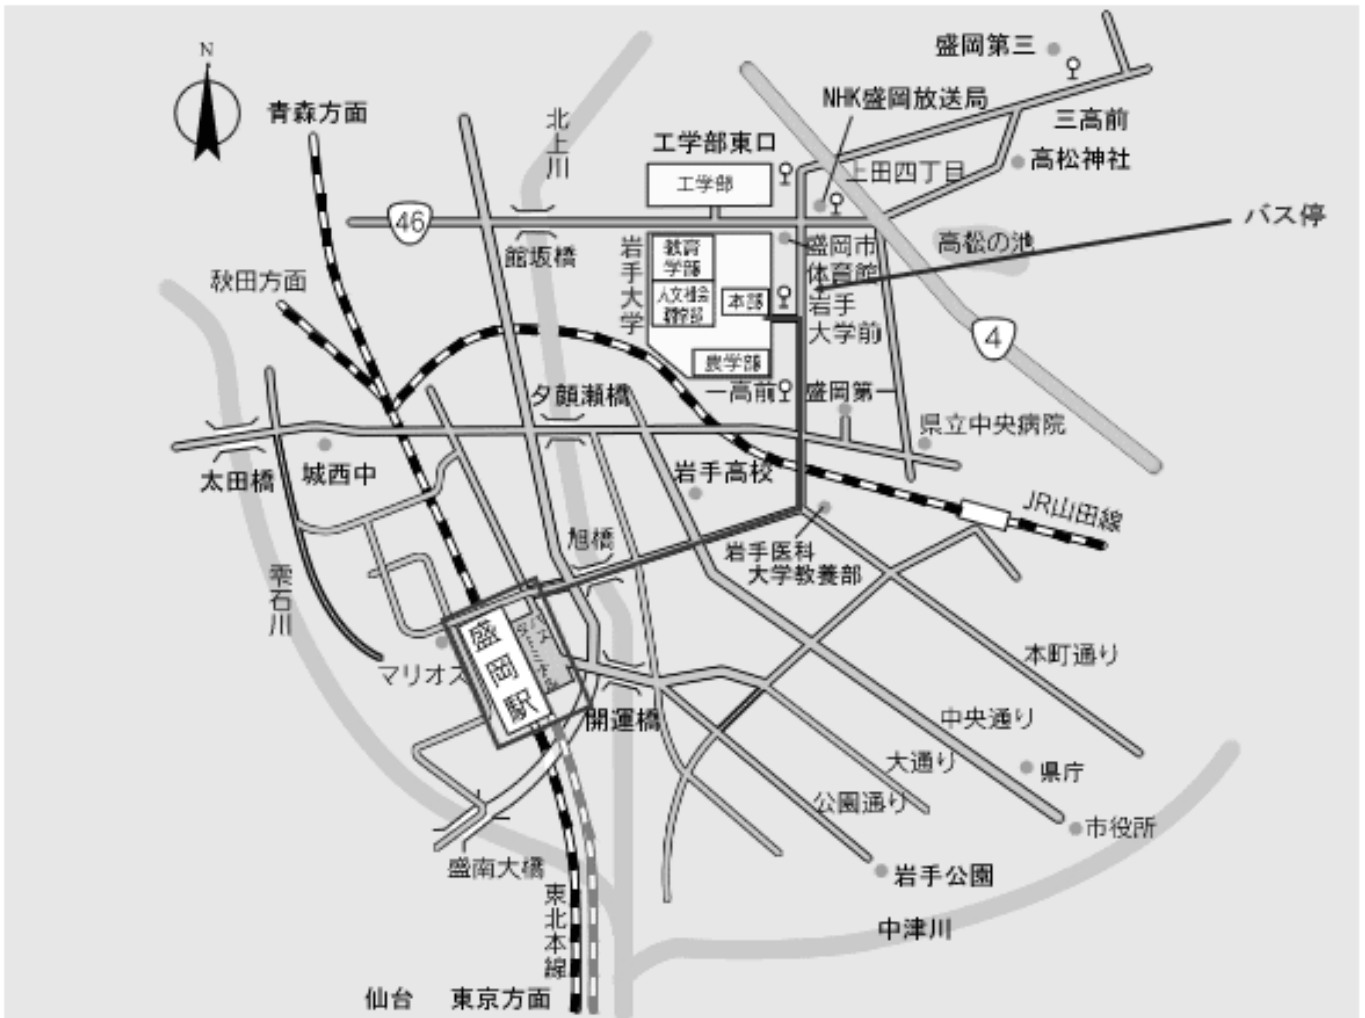 N
青森方面
北上川
盛岡第三
NHK盛岡放送局
三高前
工学部東口
工学部
上田四丁目
高松神社
バス停
46
館坂橋
岩手大学
教育
学部
人文社会
本部
盛岡市
体育館
高松の池
秋田方面
岩手
大学前
4
農学部
夕顔瀬橋
一高前
盛岡第一
県立中央病院
太田橋
城西中
岩手高校
JR山田線
旭橋
岩手医科
大学教養部
雫石川
盛岡駅
バス
ターミナル
マリオス
本町通り
開運橋
中央通り
大通り
県庁
公園通り
市役所
盛南大橋
岩手公園
東北本線
中津川
仙台 東京方面